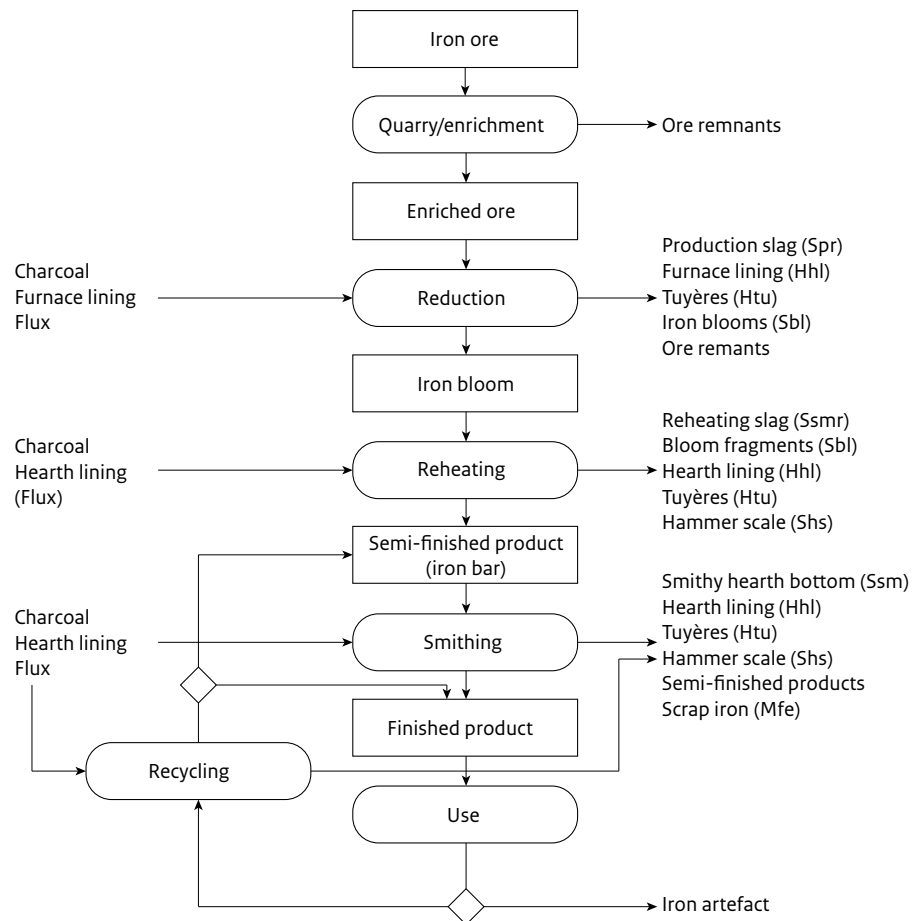 Iron ore
Quarry/enrichment
Ore remnants
Enriched ore
Charcoal
Furnace lining
Flux
Reduction
Production slag (Spr)
Furnace lining (Hhl)
Tuyères (Htu)
Iron blooms (Sbl)
Ore remants
Iron bloom
Charcoal
Hearth lining
(Flux)
Reheating
Reheating slag (Ssmr)
Bloom fragments (Sbl)
Hearth lining (Hhl)
Tuyères (Htu)
Hammer scale (Shs)
Semi-finished product
(iron bar)
Charcoal
Hearth lining
Flux
Smithing
Smithy hearth bottom (Ssm)
Hearth lining (Hhl)
Tuyères (Htu)
Hammer scale (Shs)
Semi-finished products
Scrap iron (Mfe)
Finished product
Recycling
Use
Iron artefact